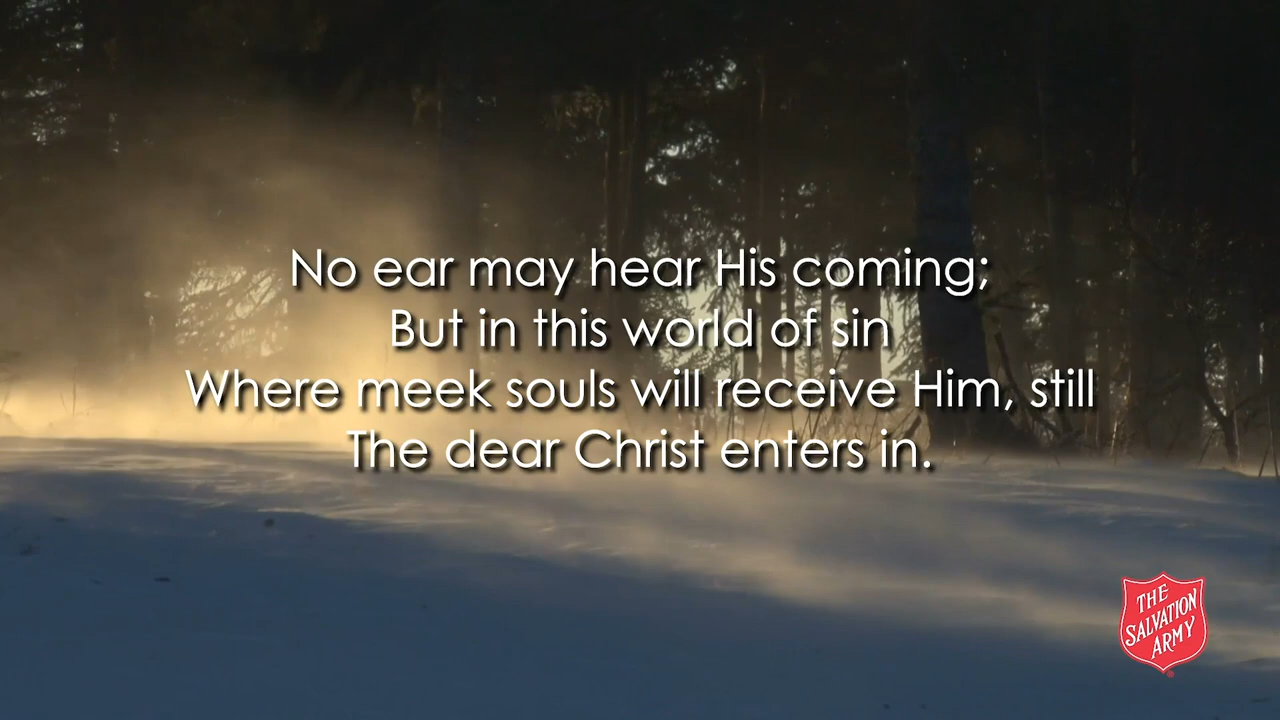 No ear may hear His coming;
But in this world of sin
Where meek souls will receive Him, still
The dear Christ enters in.
THE
SALVATION
ARMY